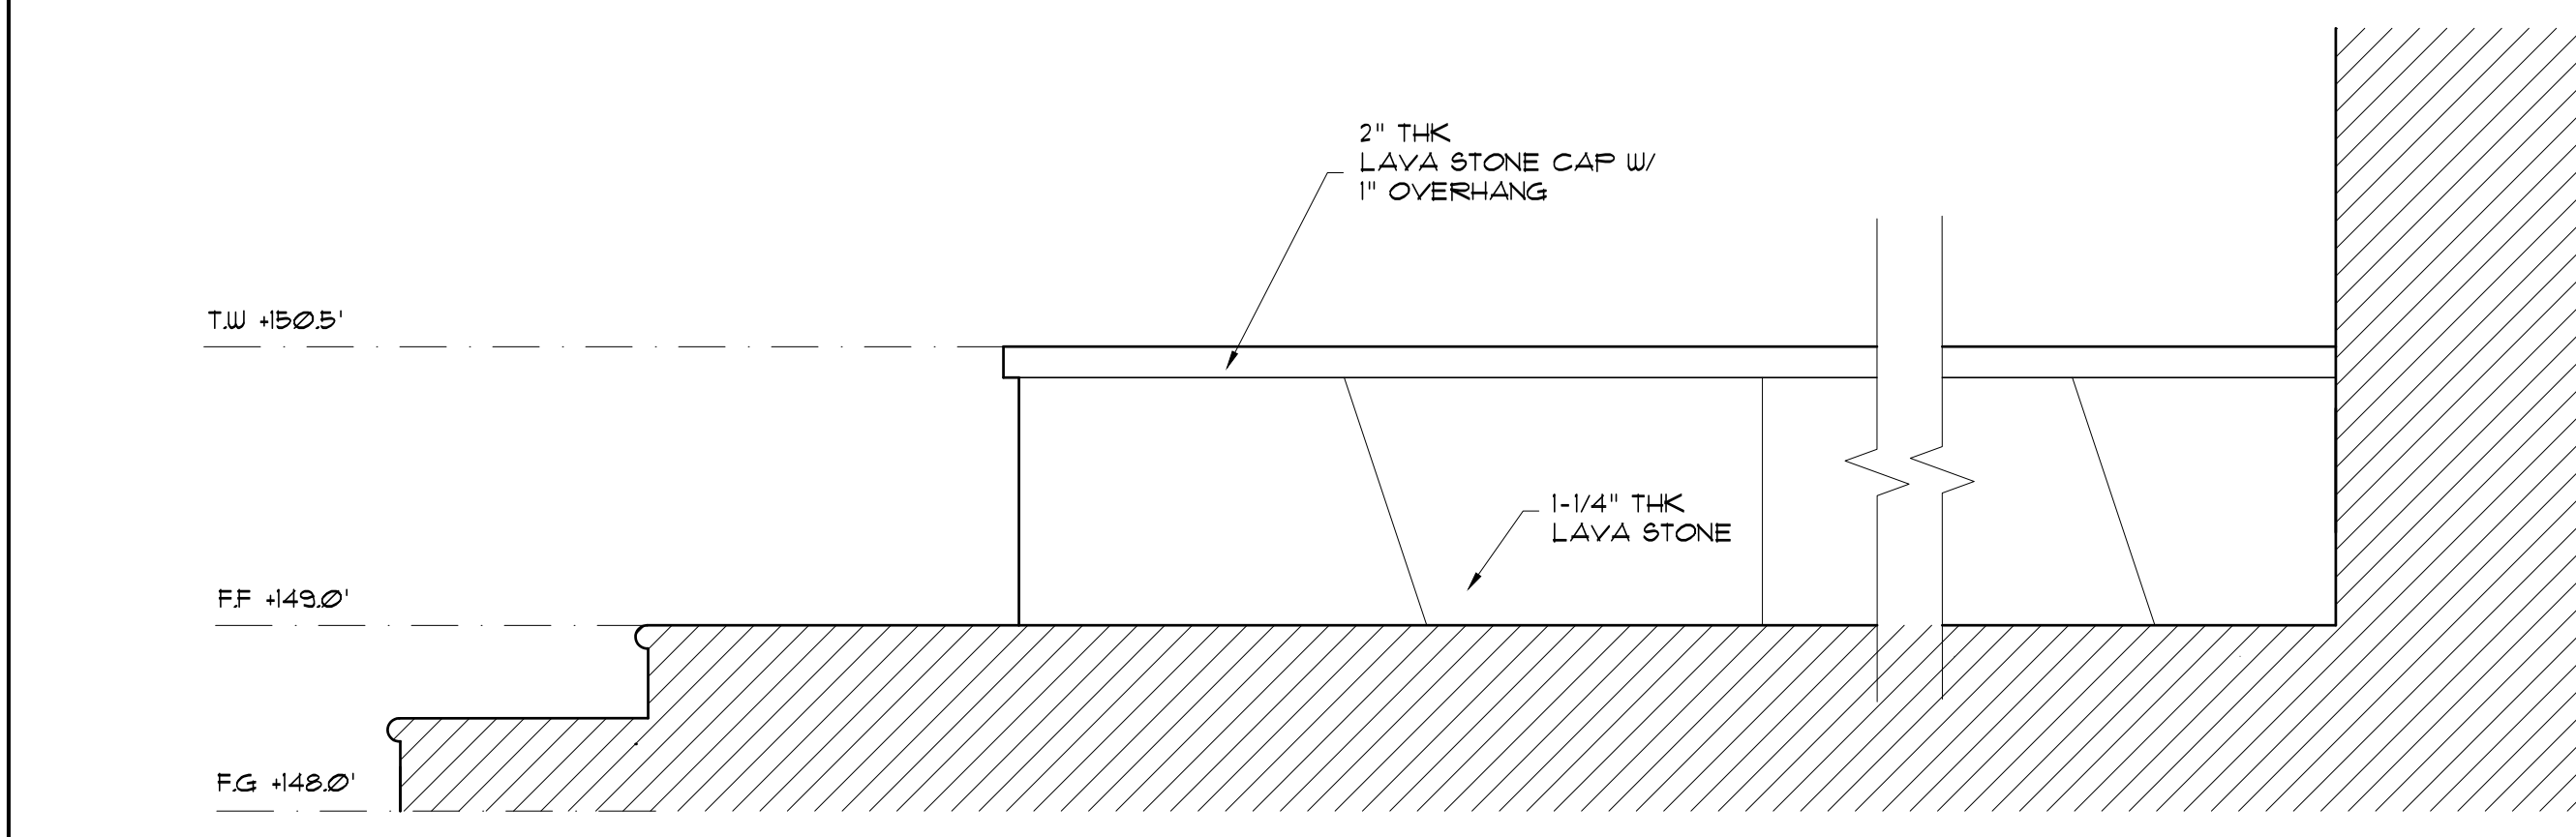 2" THK
LAVA STONE CAP W/
1" OVERHANG
T.W +150.5'
1-1/4" THK
LAVA STONE
F.F +149.0'
F.G +148.0'